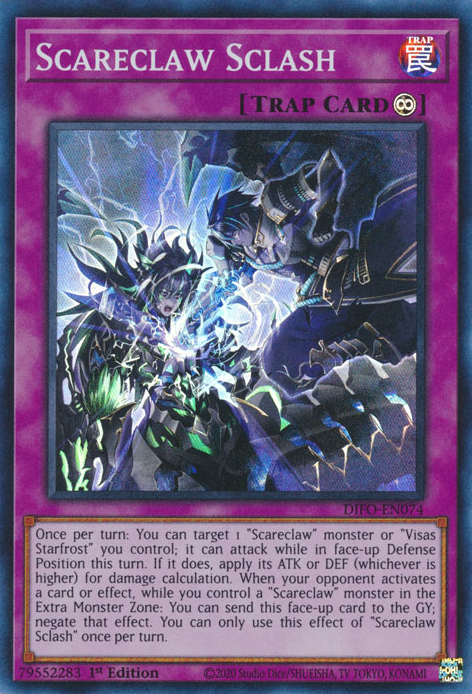 SCARECLAW SCLASH
TRAP
罠
[TRAP CARD∞]
DIFO-EN074
Once per turn: You can target 1 "Scareclaw" monster or "Visas
Starfrost" you control; it can attack while in face-up Defense
Position this turn. If it does, apply its ATK or DEF (whichever
is higher) for damage calculation. When your opponent activates
a card or effect, while you control a "Scareclaw" monster in the
Extra Monster Zone: You can send this face-up card to the GY;
negate that effect. You can only use this effect of "Scareclaw
Sclash" once per turn.
79552283 1st Edition ©2020 Studio Dice/SHUEISHA, TV TOKYO, KONAMI